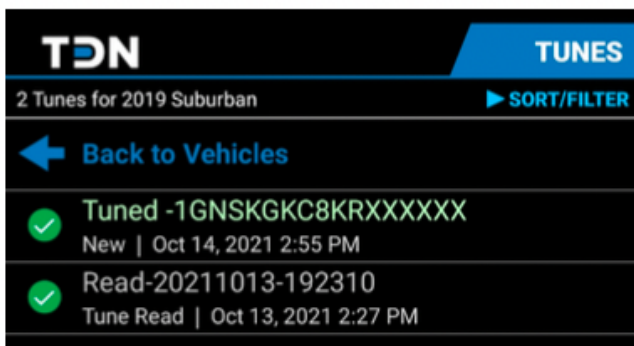 TDN TUNES
2 Tunes for 2019 Suburban ▶ SORT/FILTER
Back to Vehicles
Tuned -1GNSKGKC8KRXXXXXX
New | Oct 14, 2021 2:55 PM
Read-20211013-192310
Tune Read | Oct 13, 2021 2:27 PM